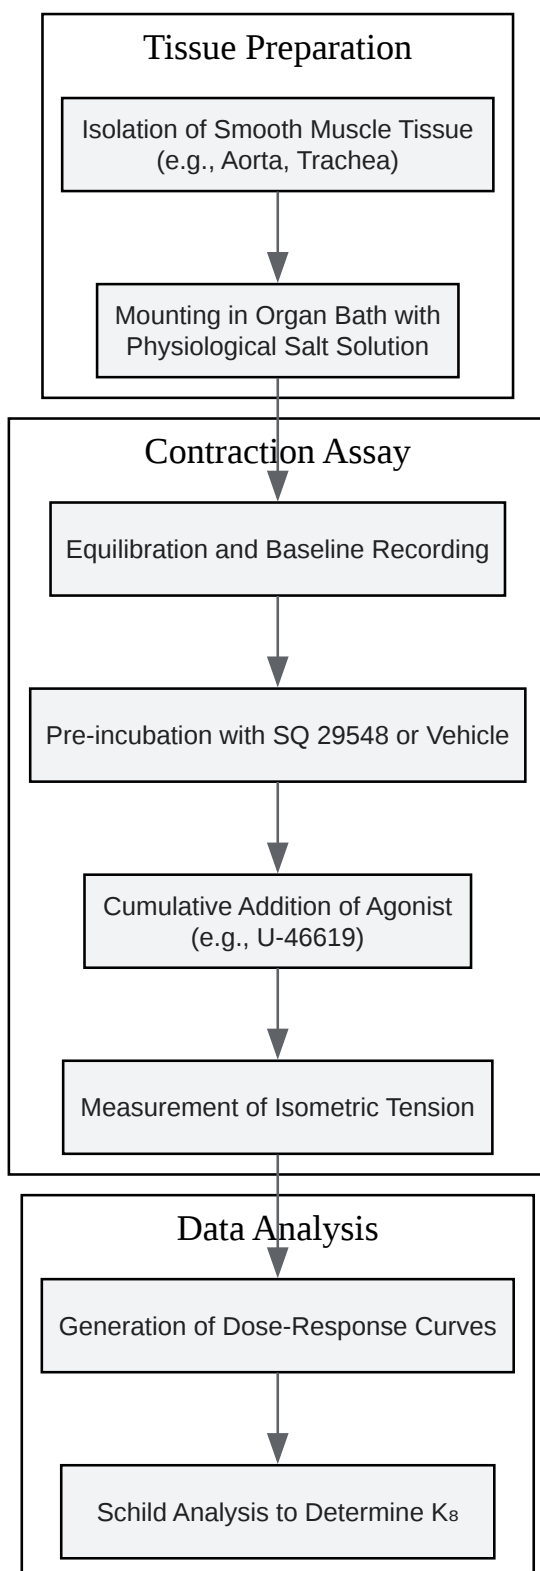 Tissue Preparation
Isolation of Smooth Muscle Tissue
(e.g., Aorta, Trachea)
Mounting in Organ Bath with
Physiological Salt Solution
Contraction Assay
Equilibration and Baseline Recording
Pre-incubation with SQ 29548 or Vehicle
Cumulative Addition of Agonist
(e.g., U-46619)
Measurement of Isometric Tension
Data Analysis
Generation of Dose-Response Curves
Schild Analysis to Determine K₈